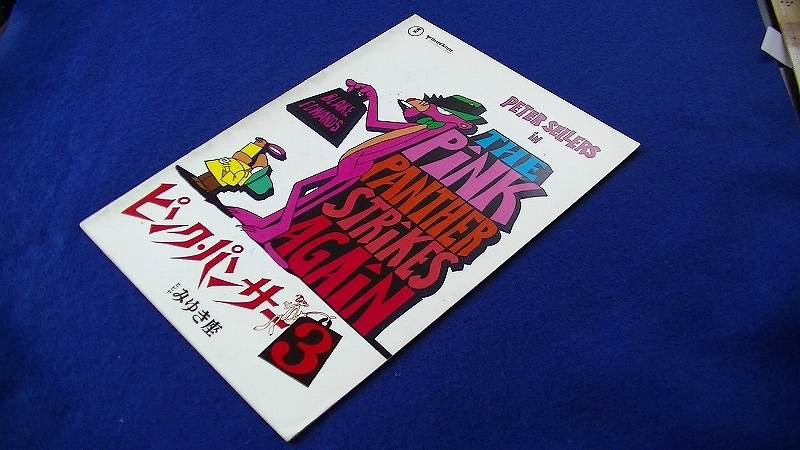 PETER SELLERS
in
BLAKE
EDWARDS
THE
PINK
PANTHER
STRIKES
AGAIN
ピンク・パンサー3
みゆき座